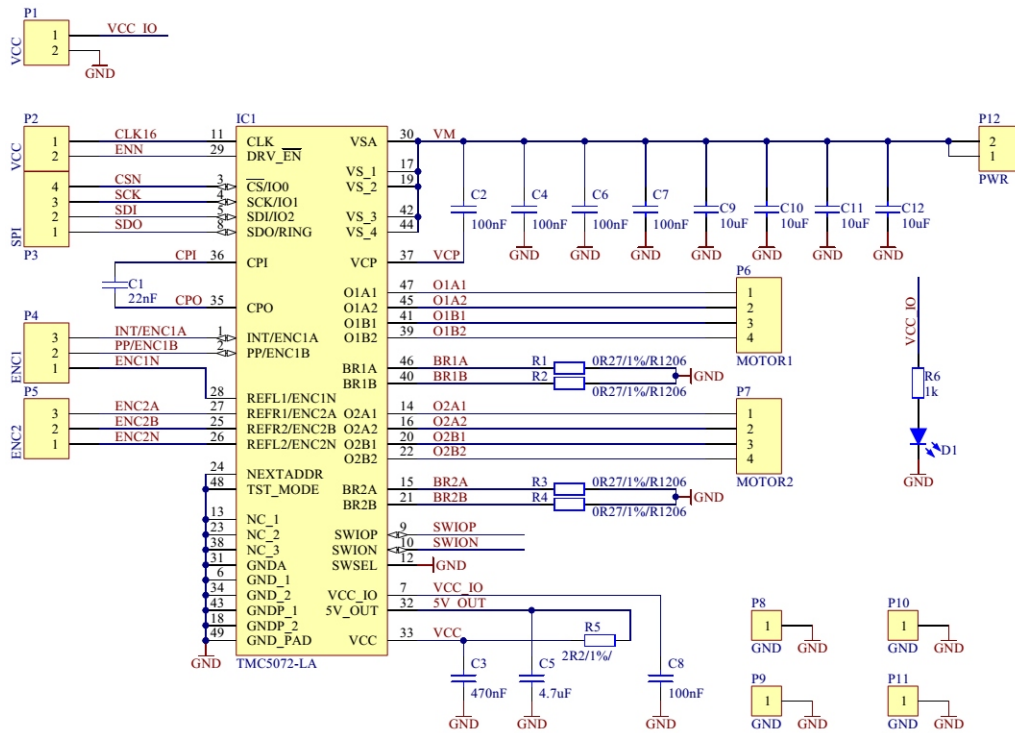 P1
VCC
1 VCC_IO
2
GND
P2
VCC
1 CLK16 11 CLK
2 ENN 29 DRV_EN
SPI
4 CSN 3 CS/IO0
3 SCK 4 SCK/IO1
2 SDI 5 SDI/IO2
1 SDO 8 SDO/RING
P3
CPI 36 CPI
C1
22nF
CPO 35 CPO
P4
ENC1
3 INT/ENC1A 1 INT/ENC1A
2 PP/ENC1B 2 PP/ENC1B
1 ENC1N
28 REFL1/ENC1N
P5
ENC2
3 ENC2A 27 REFR1/ENC2A
2 ENC2B 25 REFR2/ENC2B
1 ENC2N 26 REFL2/ENC2N
24 NEXTADDR
48 TST_MODE
13 NC_1
23 NC_2
38 NC_3
31 GNDA
6 GND_1
34 GND_2
43 GNDP_1
18 GNDP_2
49 GND_PAD
GND
IC1
TMC5072-LA
VSA 30 VM
VS_1 17
VS_2 19
VS_3 42
VS_4 44
VCP 37 VCP
O1A1 47 O1A1
O1A2 45 O1A2
O1B1 41 O1B1
O1B2 39 O1B2
BR1A 46 BR1A R1 0R27/1%/R1206
BR1B 40 BR1B R2 0R27/1%/R1206
GND
O2A1 14 O2A1
O2A2 16 O2A2
O2B1 20 O2B1
O2B2 22 O2B2
BR2A 15 BR2A R3 0R27/1%/R1206
BR2B 21 BR2B R4 0R27/1%/R1206
GND
SWIOP 9 SWIOP
SWION 10 SWION
SWSEL 12 GND
VCC_IO 7 VCC_IO
5V_OUT 32 5V_OUT
VCC 33 VCC
R5
2R2/1%/
C3
470nF
GND
C5
4.7uF
GND
C8
100nF
GND
C2
100nF
C4
100nF
GND
C6
100nF
GND
C7
100nF
GND
C9
10uF
GND
C10
10uF
GND
C11
10uF
GND
C12
10uF
GND
P12
2
1
PWR
P6
1
2
3
4
MOTOR1
P7
1
2
3
4
MOTOR2
VCC_IO
R6
1k
D1
GND
P8
1
GND
GND
P10
1
GND
GND
P9
1
GND
GND
P11
1
GND
GND